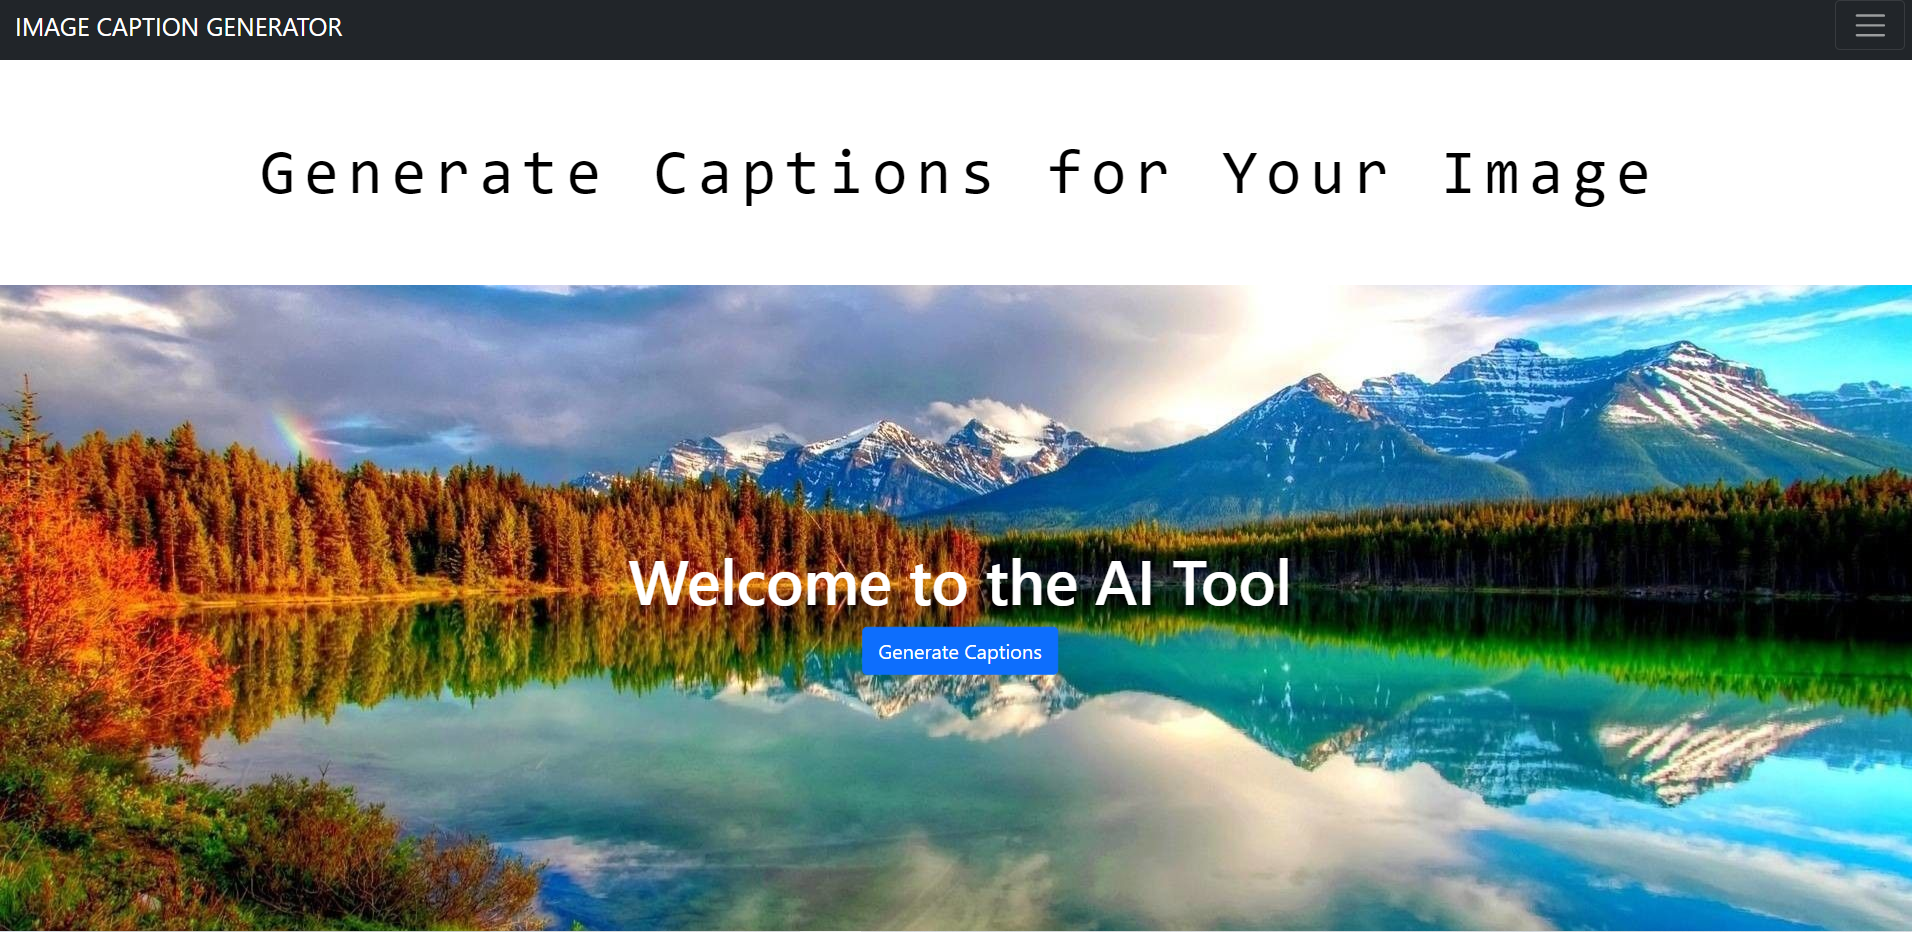 IMAGE CAPTION GENERATOR
Generate Captions for Your Image
Welcome to the AI Tool
Generate Captions